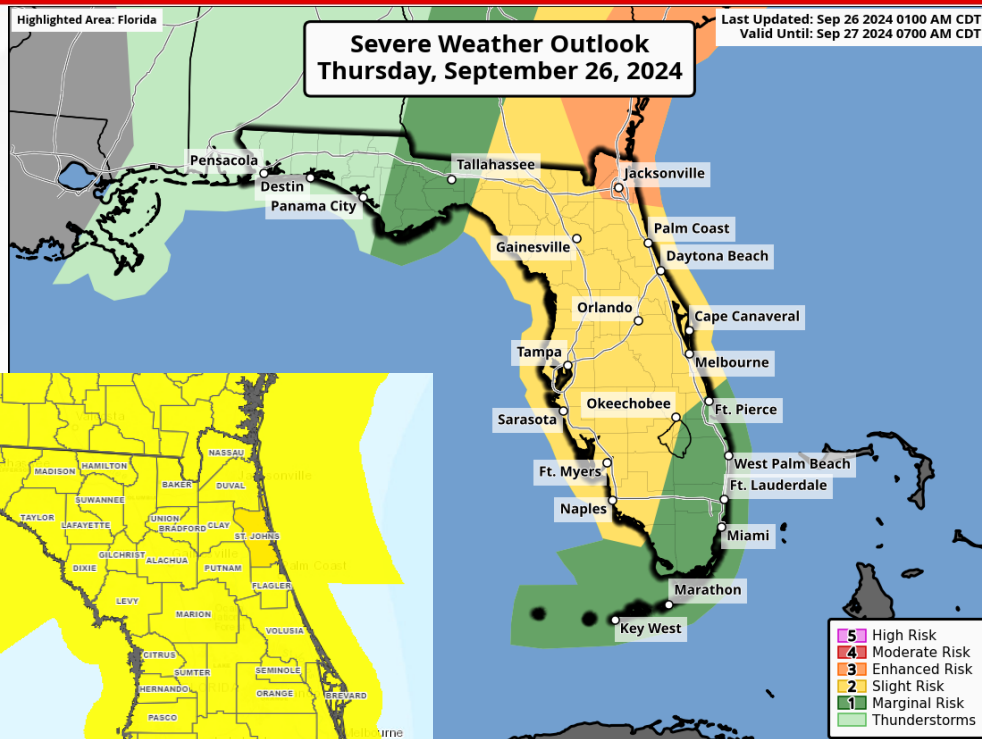 Highlighted Area: Florida
Last Updated: Sep 26 2024 0100 AM CDT
Valid Until: Sep 27 2024 0700 AM CDT
Severe Weather Outlook
Thursday, September 26, 2024
Pensacola
Destin
Panama City
Tallahassee
Jacksonville
Palm Coast
Gainesville
Daytona Beach
Orlando
Cape Canaveral
Tampa
Melbourne
Okeechobee
Ft. Pierce
Sarasota
West Palm Beach
Ft. Myers
Ft. Lauderdale
Naples
Miami
Marathon
Key West
5 High Risk
4 Moderate Risk
3 Enhanced Risk
2 Slight Risk
1 Marginal Risk
Thunderstorms
NASSAU
MADISON
HAMILTON
BAKER
DUVAL
SUWANNEE
TAYLOR
LAFAYETTE
UNION
BRADFORD
CLAY
ST. JOHNS
GILCHRIST
ALACHUA
DIXIE
PUTNAM
Palm Coast
FLAGLER
LEVY
MARION
VOLUSIA
CITRUS
SUMTER
SEMINOLE
HERNANDO
ORANGE
BREVARD
PASCO
Melbourne